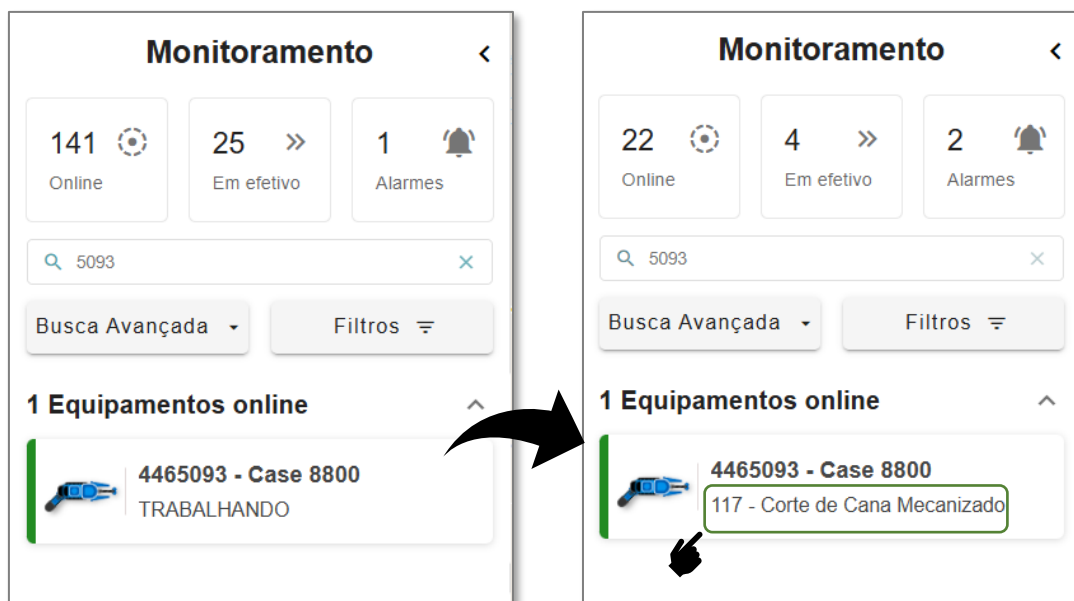 Monitoramento
141
25
1
Online
Em efetivo
Alarmes
5093
Busca Avançada
Filtros
1 Equipamentos online
4465093 - Case 8800
TRABALHANDO
Monitoramento
22
4
2
Online
Em efetivo
Alarmes
5093
Busca Avançada
Filtros
1 Equipamentos online
4465093 - Case 8800
117 - Corte de Cana Mecanizado